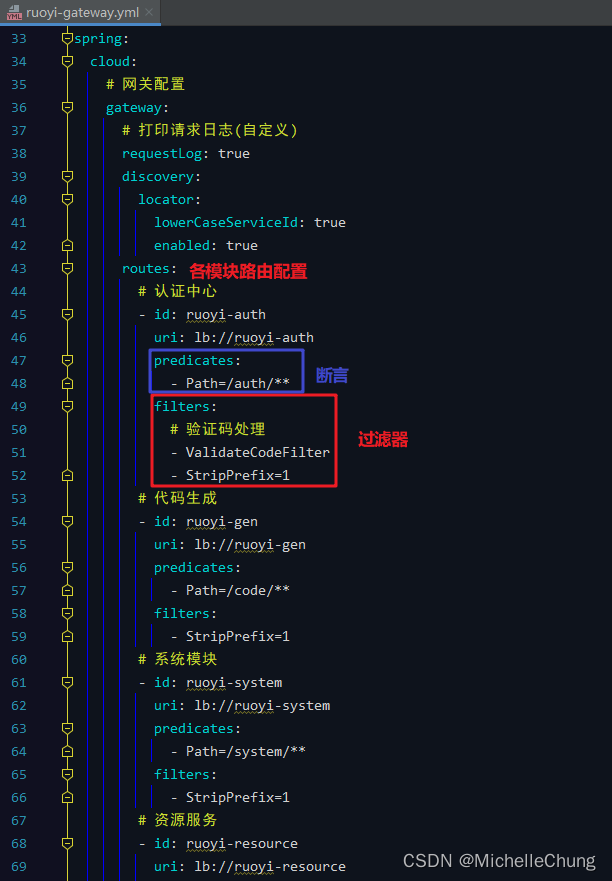 ruoyi-gateway.yml
33 spring:
34 cloud:
35 # 网关配置
36 gateway:
37 # 打印请求日志(自定义)
38 requestLog: true
39 discovery:
40 locator:
41 lowerCaseServiceId: true
42 enabled: true
43 routes: 各模块路由配置
44 # 认证中心
45 - id: ruoyi-auth
46 uri: lb://ruoyi-auth
47 predicates:
48 - Path=/auth/** 断言
49 filters:
50 # 验证码处理
51 - ValidateCodeFilter 过滤器
52 - StripPrefix=1
53 # 代码生成
54 - id: ruoyi-gen
55 uri: lb://ruoyi-gen
56 predicates:
57 - Path=/code/**
58 filters:
59 - StripPrefix=1
60 # 系统模块
61 - id: ruoyi-system
62 uri: lb://ruoyi-system
63 predicates:
64 - Path=/system/**
65 filters:
66 - StripPrefix=1
67 # 资源服务
68 - id: ruoyi-resource
69 uri: lb://ruoyi-resource
CSDN @MichelleChung